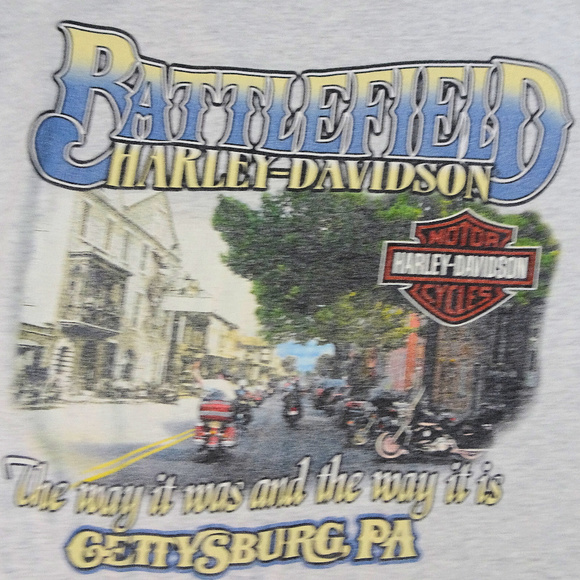 BATTLEFIELD
HARLEY-DAVIDSON
MOTOR
HARLEY-DAVIDSON
CYCLES
The way it was and the way it is
GETTYSBURG, PA